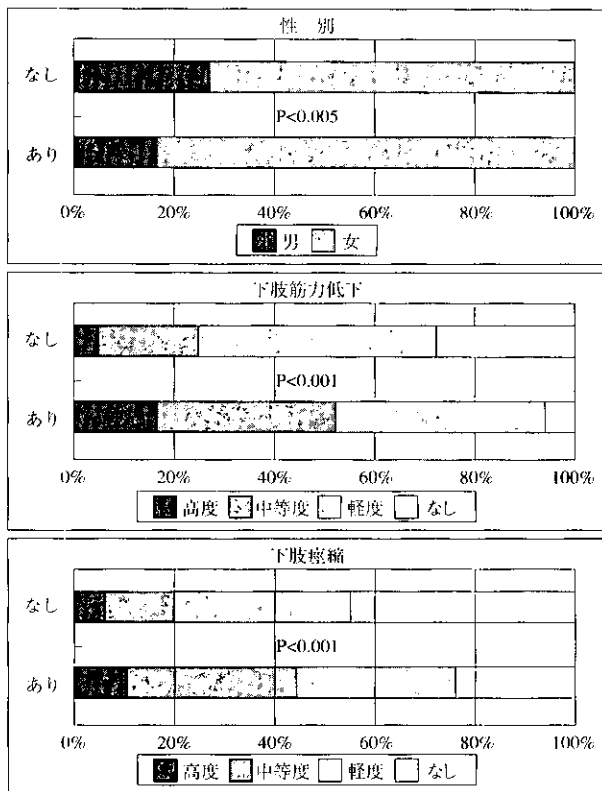 性 別
なし
P<0.005
あり
0% 20% 40% 60% 80% 100%
男 女
下肢筋力低下
なし
P<0.001
あり
0% 20% 40% 60% 80% 100%
高度 中等度 軽度 なし
下肢痙縮
なし
P<0.001
あり
0% 20% 40% 60% 80% 100%
高度 中等度 軽度 なし